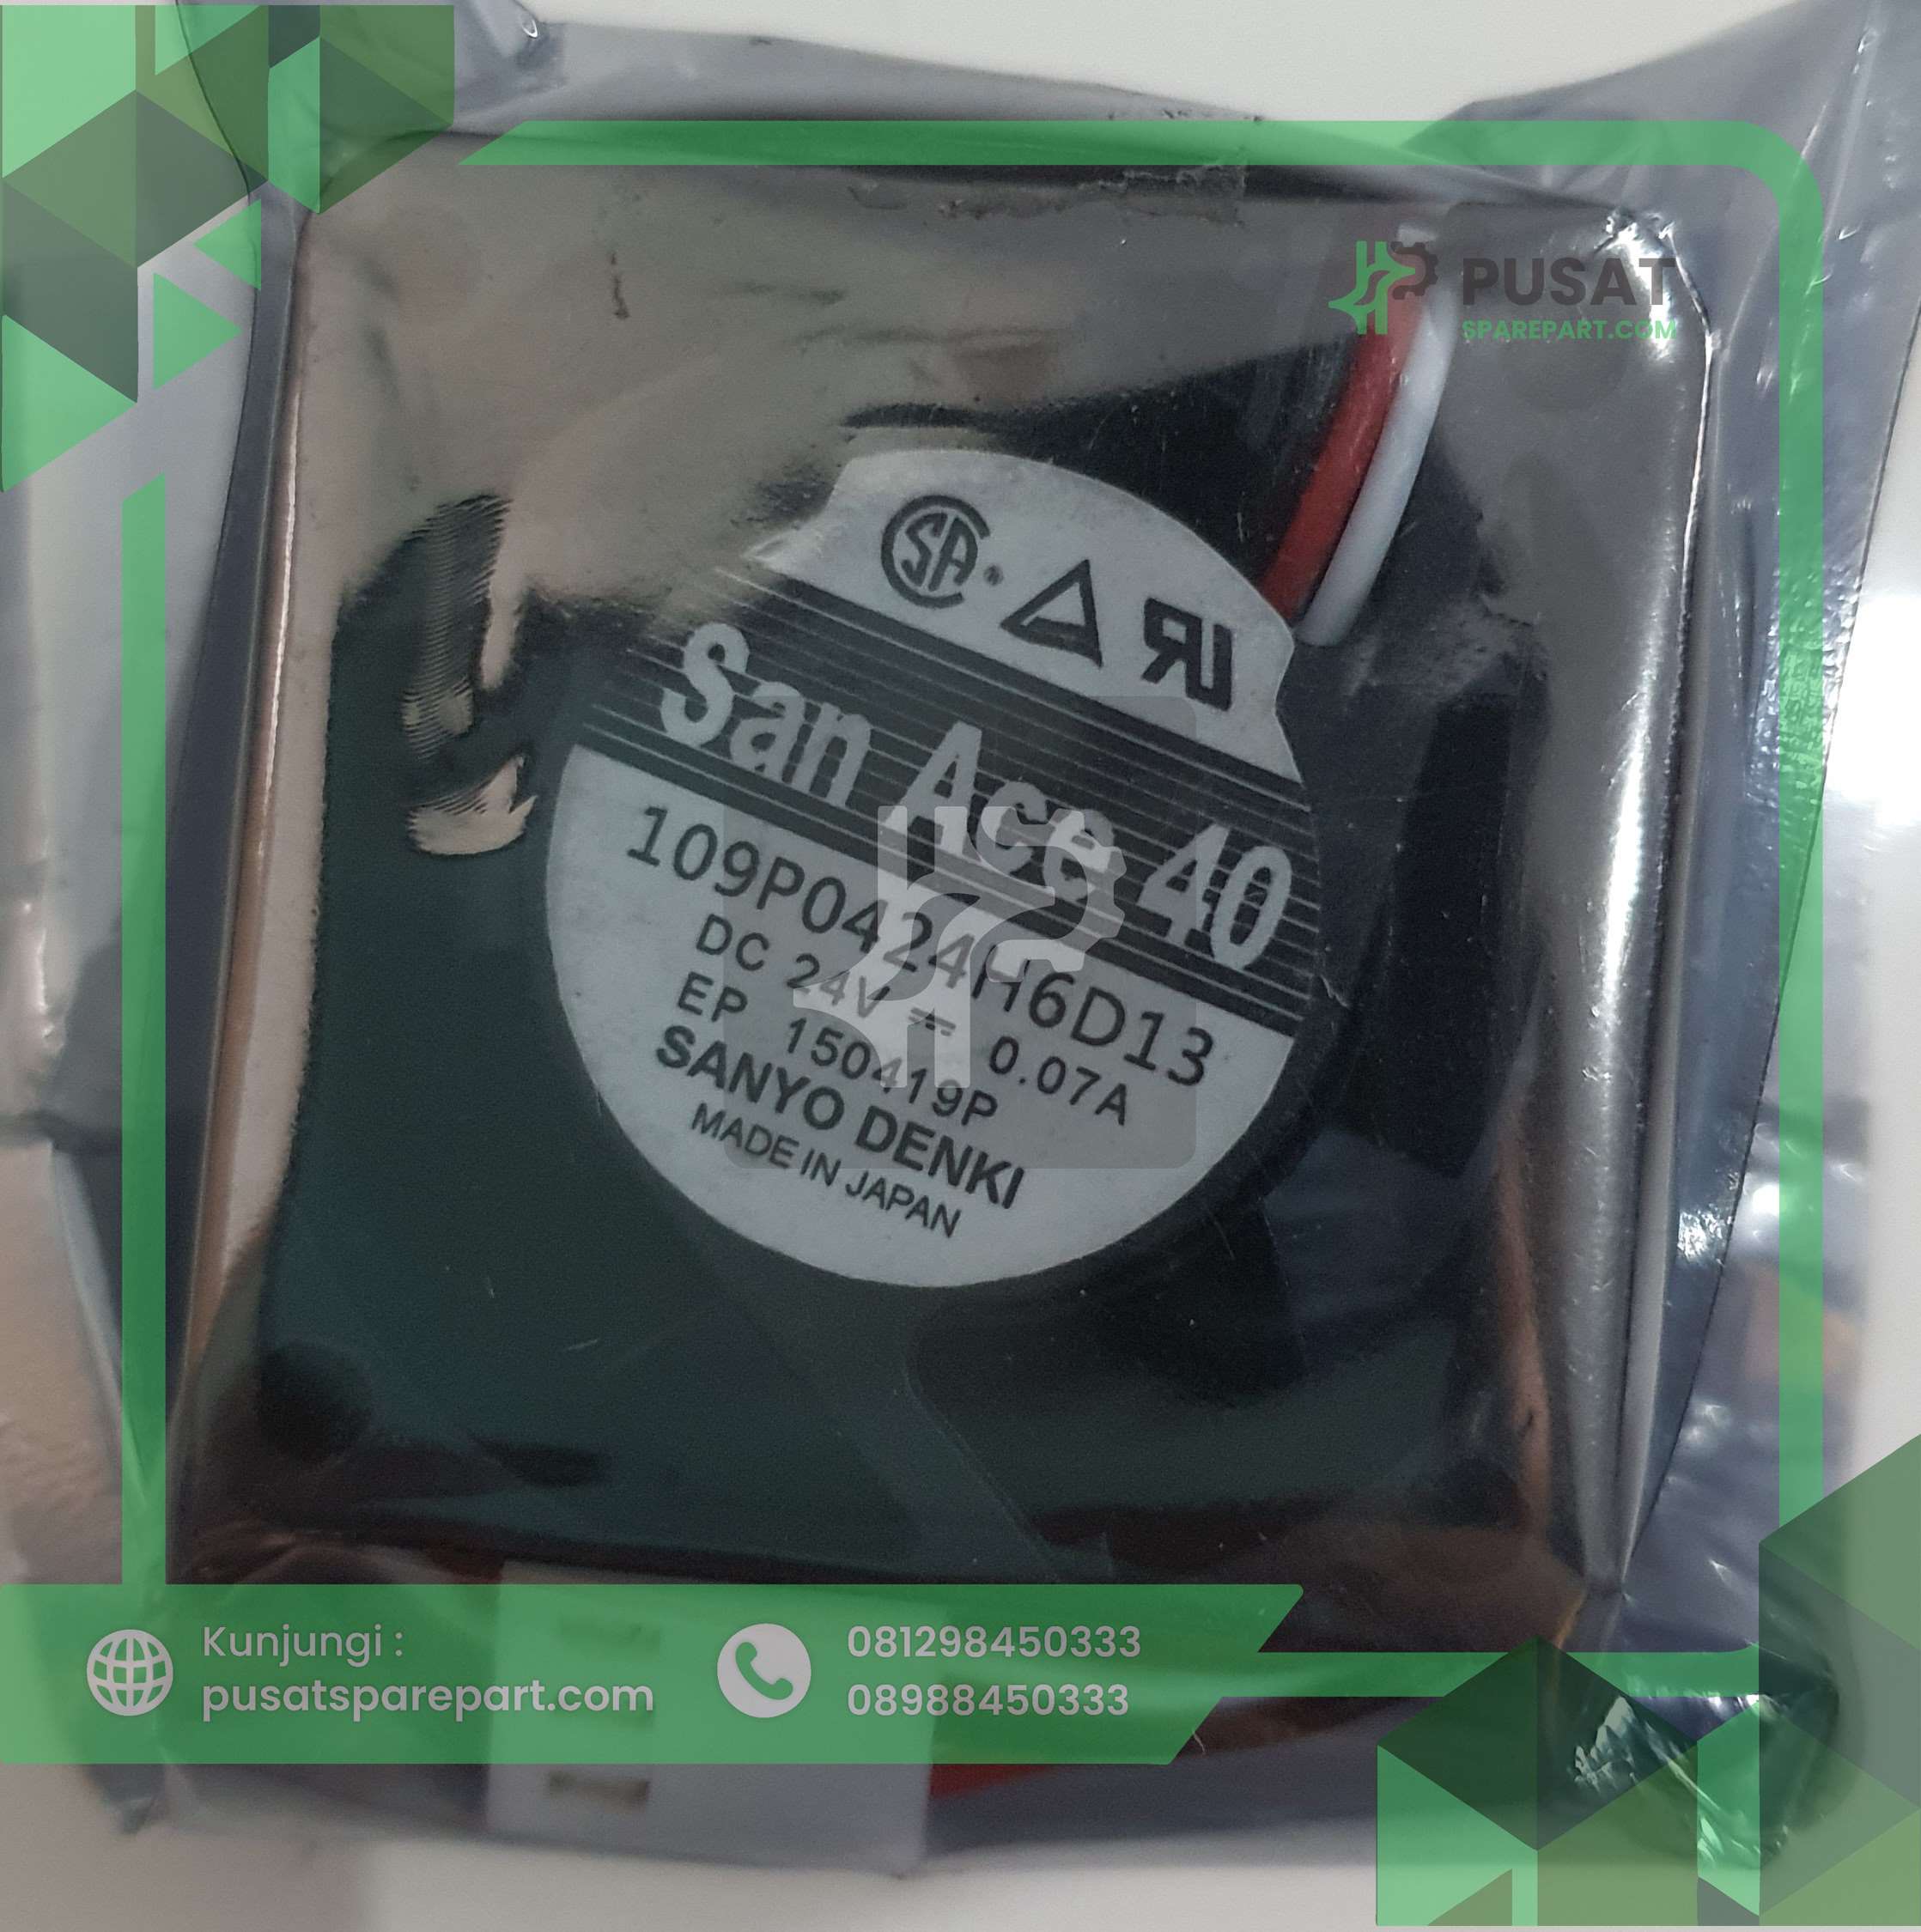 PUSAT
SPAREPART.COM
SA
San Ace 40
109P0424H6D13
DC 24V ⎓ 0.07A
EP 150419P
SANYO DENKI
MADE IN JAPAN
Kunjungi :
pusatsparepart.com
081298450333
08988450333